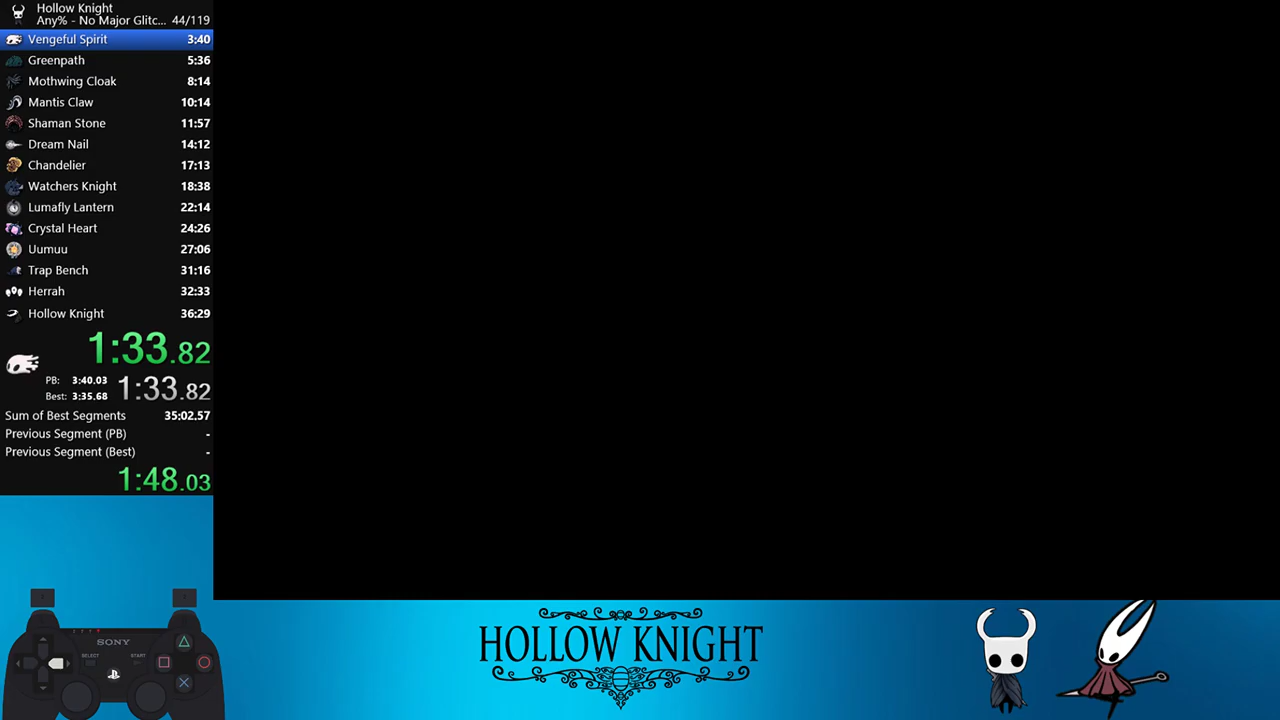 Hollow Knight
Any% - No Major Glitc... 44/119
Vengeful Spirit 3:40
Greenpath 5:36
Mothwing Cloak 8:14
Mantis Claw 10:14
Shaman Stone 11:57
Dream Nail 14:12
Chandelier 17:13
Watchers Knight 18:38
Lumafly Lantern 22:14
Crystal Heart 24:26
Uumuu 27:06
Trap Bench 31:16
Herrah 32:33
Hollow Knight 36:29
1:33.82
PB: 3:40.03 1:33.82
Best: 3:35.68
Sum of Best Segments 35:02.57
Previous Segment (PB) -
Previous Segment (Best) -
1:48.03
SONY
SELECT START
HOLLOW KNIGHT